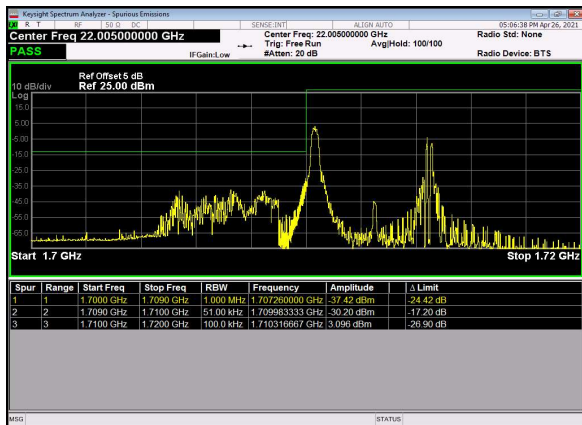 Keysight Spectrum Analyzer - Spurious Emissions
R T RF 50 Ω DC SENSE:INT ALIGN AUTO 05:06:38 PM Apr 26, 2021
Center Freq 22.005000000 GHz Center Freq: 22.005000000 GHz Radio Std: None
Trig: Free Run Avg|Hold: 100/100
PASS IFGain:Low #Atten: 20 dB Radio Device: BTS
Ref Offset 5 dB
10 dB/div Ref 25.00 dBm
Log
15.0
5.00
-5.00
-15.0
-25.0
-35.0
-45.0
-55.0
-65.0
Start 1.7 GHz Stop 1.72 GHz
Spur Range Start Freq Stop Freq RBW Frequency Amplitude Δ Limit
1 1 1.7000 GHz 1.7090 GHz 1.000 MHz 1.707260000 GHz -37.42 dBm -24.42 dB
2 2 1.7090 GHz 1.7100 GHz 51.00 kHz 1.709983333 GHz -30.20 dBm -17.20 dB
3 3 1.7100 GHz 1.7200 GHz 100.0 kHz 1.710316667 GHz 3.096 dBm -26.90 dB
MSG STATUS